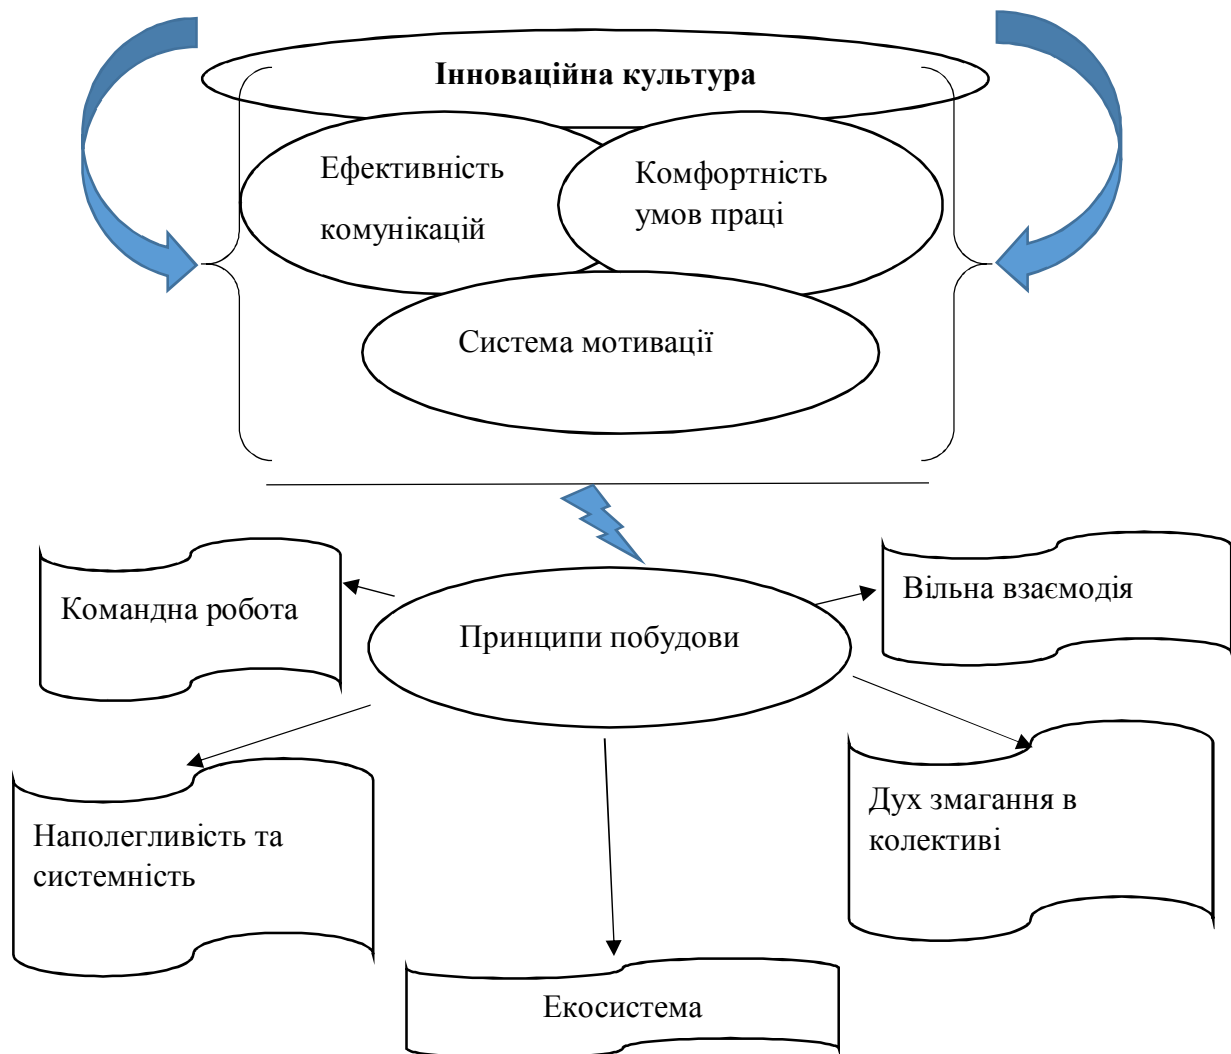 Інноваційна культура
Ефективність
комунікацій
Комфортність
умов праці
Система мотивації
Командна робота
Принципи побудови
Вільна взаємодія
Наполегливість та
системність
Дух змагання в
колективі
Екосистема